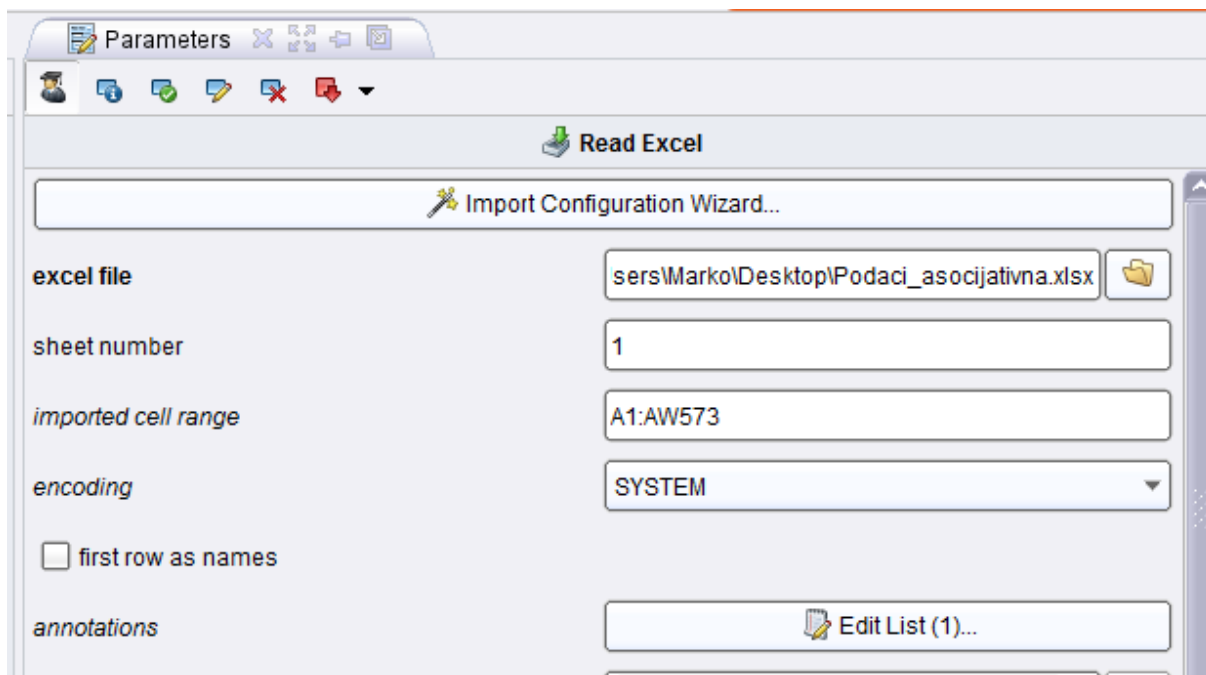 Parameters
Read Excel
Import Configuration Wizard...
excel file
sers\Marko\Desktop\Podaci_asocijativna.xlsx
sheet number
1
imported cell range
A1:AW573
encoding
SYSTEM
first row as names
annotations
Edit List (1)...